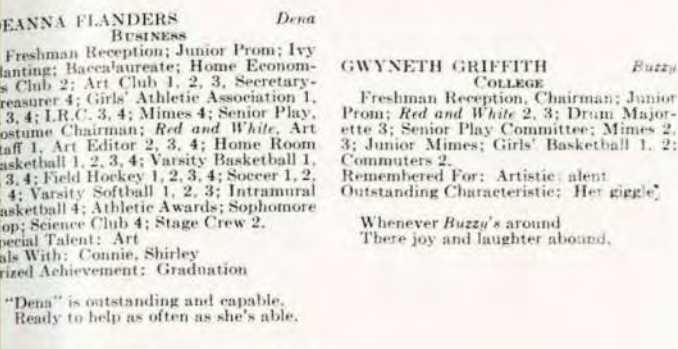 EANNA FLANDERS Dena
BUSINESS
Freshman Reception; Junior Prom; Ivy
lanting; Baccalaureate; Home Econom-
s Club 2; Art Club 1, 2, 3, Secretary-
reasurer 4; Girls' Athletic Association 1,
3, 4; I.R.C. 3, 4; Mimes 4; Senior Play,
ostume Chairman; Red and White, Art
taff 1, Art Editor 2, 3, 4; Home Room
asketball 1, 2, 3, 4; Varsity Basketball 1,
3, 4; Field Hockey 1, 2, 3, 4; Soccer 1, 2,
4; Varsity Softball 1, 2, 3; Intramural
asketball 4; Athletic Awards; Sophomore
op; Science Club 4; Stage Crew 2.
pecial Talent: Art
als With: Connie, Shirley
rized Achievement: Graduation
"Dena" is outstanding and capable,
Ready to help as often as she's able.
GWYNETH GRIFFITH Buzzy
COLLEGE
Freshman Reception, Chairman; Junior
Prom; Red and White 2, 3; Drum Major-
ette 3; Senior Play Committee; Mimes 2,
3; Junior Mimes; Girls' Basketball 1, 2;
Commuters 2.
Remembered For: Artistic alent
Outstanding Characteristic: Her giggle
Whenever Buzzy's around
There joy and laughter abound.